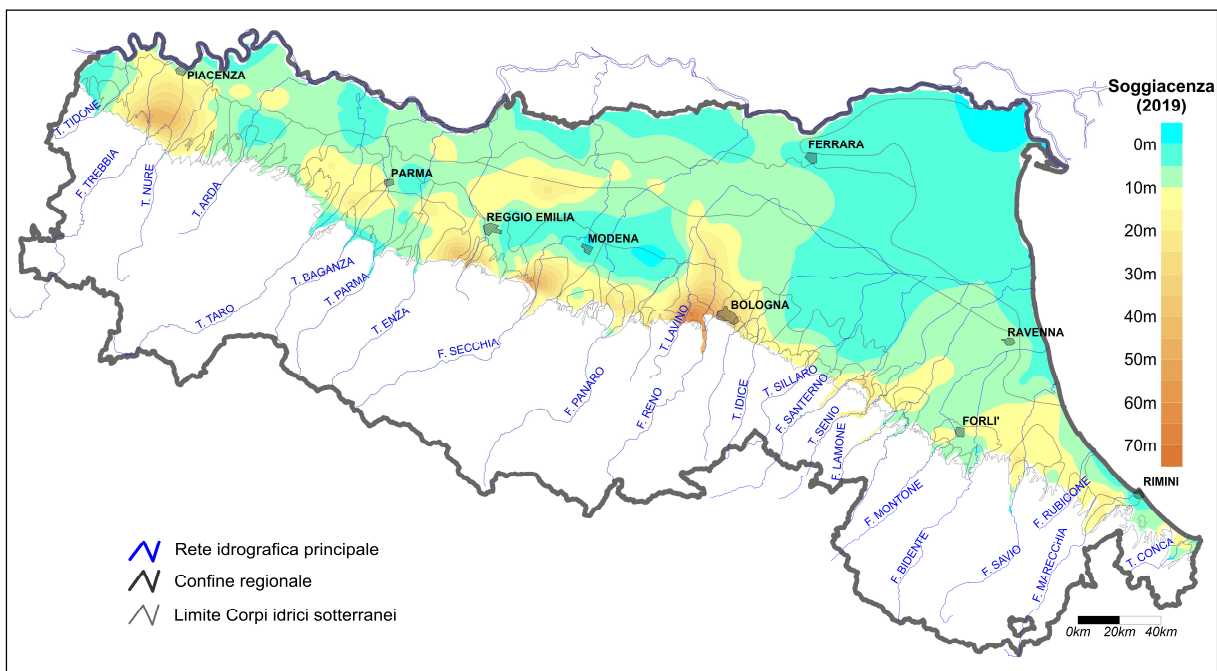 Soggiacenza
(2019)
0m
10m
20m
30m
40m
50m
60m
70m
PIACENZA
T. TIDONE
F. TREBBIA
T. NURE
T. ARDA
PARMA
FERRARA
REGGIO EMILIA
MODENA
T. BAGANZA
T. PARMA
T. TARO
T. ENZA
F. SECCHIA
F. PANARO
T. LAVINO
F. RENO
BOLOGNA
T. IDICE
T. SILLARO
F. SANTERNO
T. SENIO
F. LAMONE
RAVENNA
FORLI'
F. MONTONE
F. BIDENTE
F. SAVIO
F. RUBICONE
F. MARECCHIA
RIMINI
T. CONCA
Rete idrografica principale
Confine regionale
Limite Corpi idrici sotterranei
0km 20km 40km